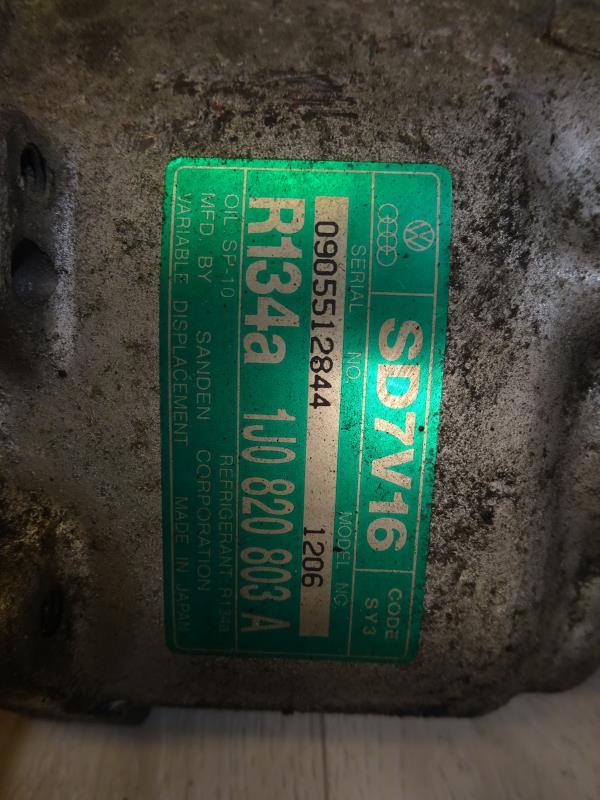 SD7V16 CODE SY3
SERIAL NO. MODEL NO.
0905512844 1206
R134a 1J0 820 803 A
OIL: SP-10 REFRIGERANT: R134a
MFD. BY SANDEN CORPORATION
VARIABLE DISPLACEMENT MADE IN JAPAN